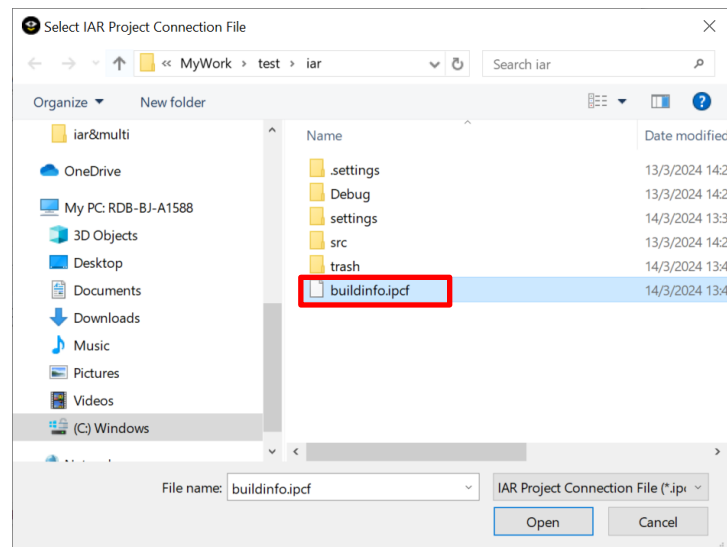 Select IAR Project Connection File
« MyWork › test › iar
Search iar
Organize
New folder
iar&multi
OneDrive
My PC: RDB-BJ-A1588
3D Objects
Desktop
Documents
Downloads
Music
Pictures
Videos
(C:) Windows
Name
Date modified
.settings
13/3/2024 14:2
Debug
13/3/2024 14:2
settings
14/3/2024 13:3
src
13/3/2024 14:2
trash
14/3/2024 13:4
buildinfo.ipcf
14/3/2024 13:4
File name:
buildinfo.ipcf
IAR Project Connection File (*.ip
Open
Cancel